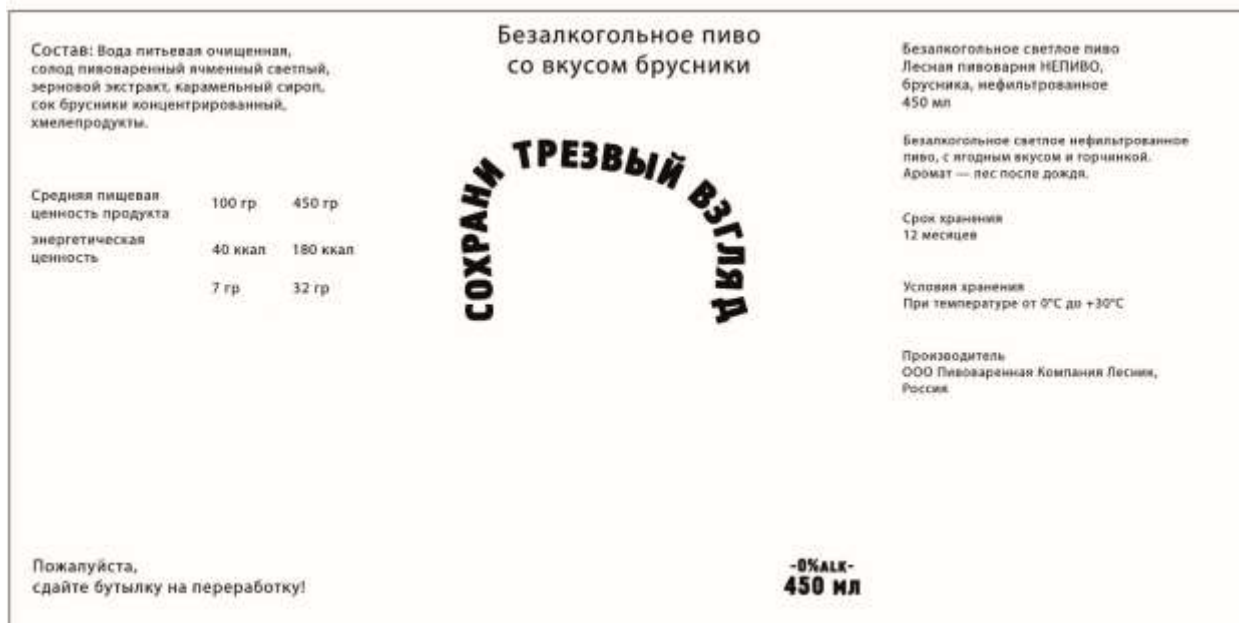 Состав: Вода питьевая очищенная,
солод пивоваренный ячменный светлый,
зерновой экстракт, карамельный сироп,
сок брусники концентрированный,
хмелепродукты.
Средняя пищевая
ценность продукта
100 гр 450 гр
энергетическая
ценность
40 ккал 180 ккал
7 гр 32 гр
Пожалуйста,
сдайте бутылку на переработку!
Безалкогольное пиво
со вкусом брусники
СОХРАНИ ТРЕЗВЫЙ ВЗГЛЯД
-0%ALK-
450 мл
Безалкогольное светлое пиво
Лесная пивоварня НЕПИВО,
брусника, нефильтрованное
450 мл
Безалкогольное светлое нефильтрованное
пиво, с ягодным вкусом и горчинкой.
Аромат — лес после дождя.
Срок хранения
12 месяцев
Условия хранения
При температуре от 0°С до +30°С
Производитель
ООО Пивоваренная Компания Лесник,
Россия